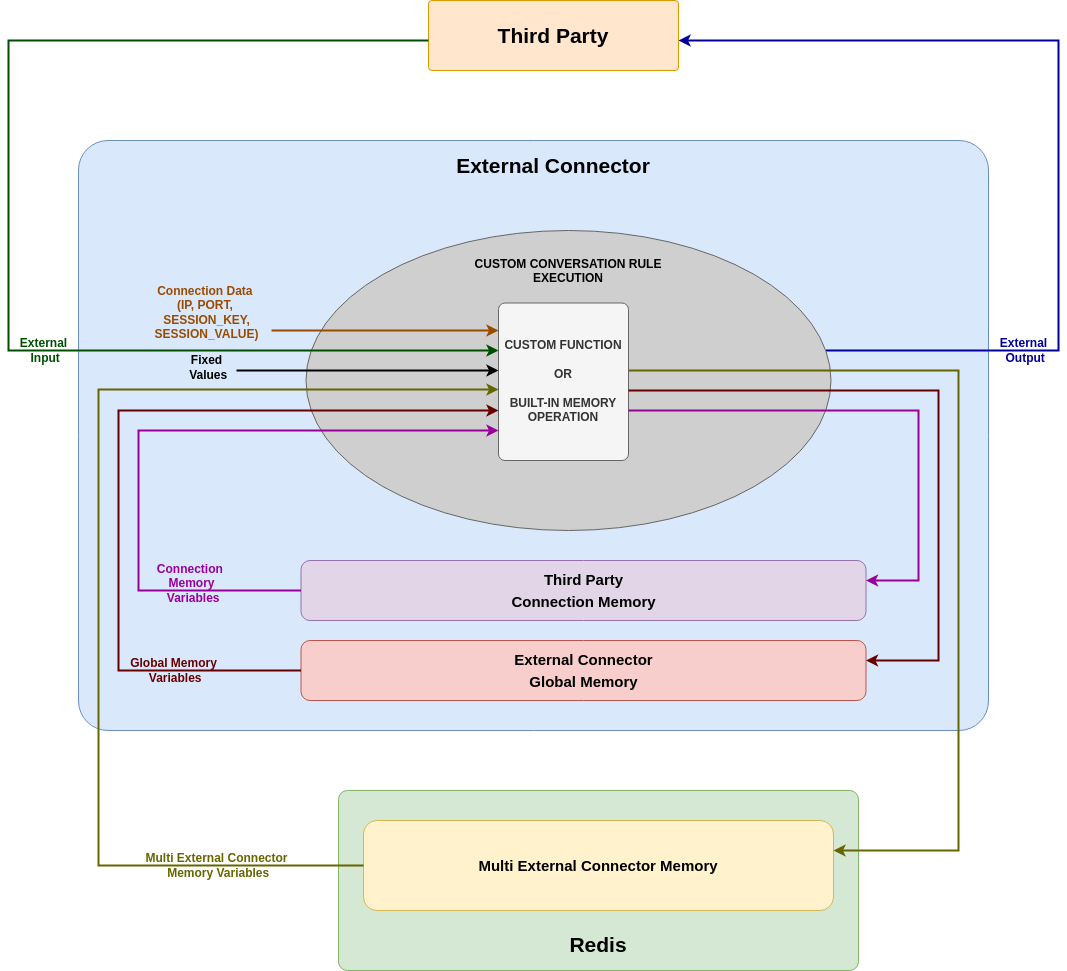 Third Party
External Connector
CUSTOM CONVERSATION RULE
EXECUTION
Connection Data
(IP, PORT,
SESSION_KEY,
SESSION_VALUE)
External
Input
Fixed
Values
CUSTOM FUNCTION
OR
BUILT-IN MEMORY
OPERATION
External
Output
Connection
Memory
Variables
Third Party
Connection Memory
Global Memory
Variables
External Connector
Global Memory
Multi External Connector
Memory Variables
Multi External Connector Memory
Redis